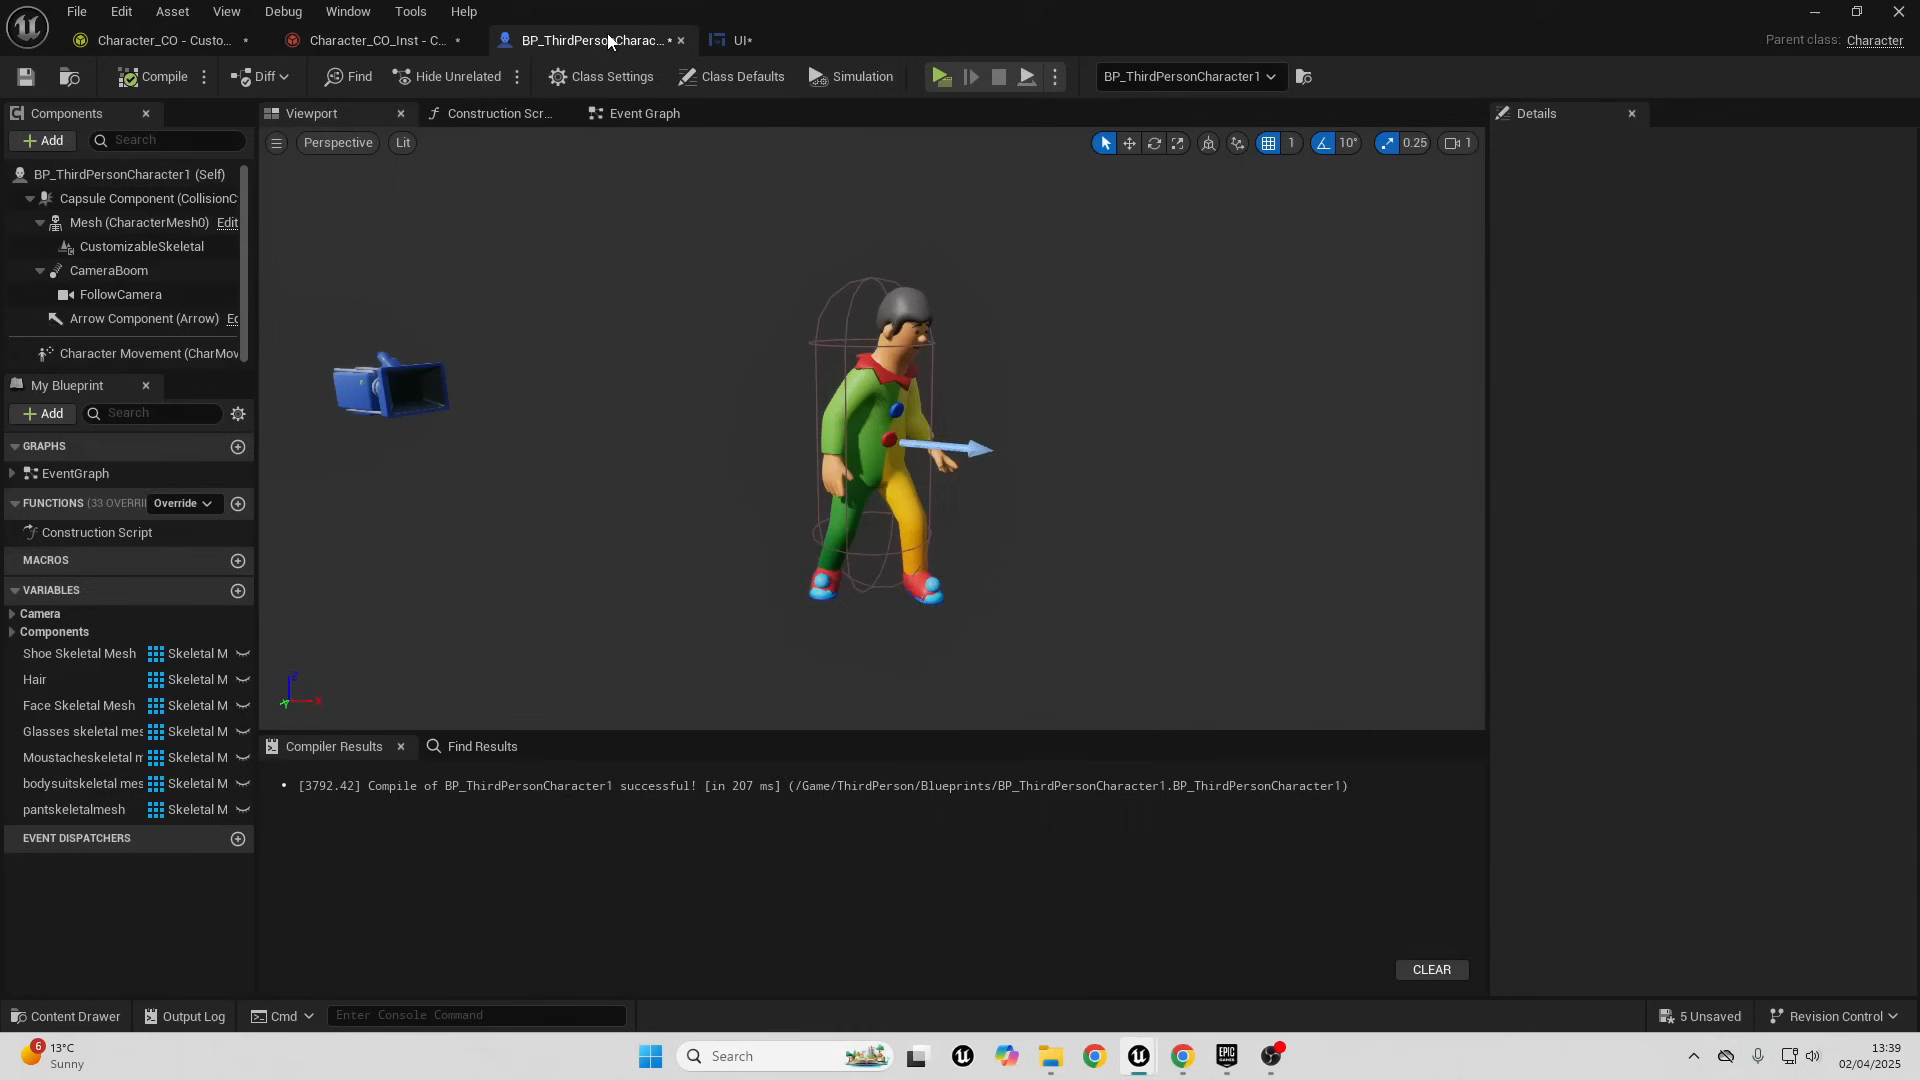 File Edit Asset View Debug Window Tools Help
Character_CO - Custo... • Character_CO_Inst - C... • BP_ThirdPersonCharac... • UI•
Parent class: Character
Compile Diff Find Hide Unrelated Class Settings Class Defaults Simulation BP_ThirdPersonCharacter1
Components Viewport Construction Scr... Event Graph Details
Add Search
Perspective Lit 1 10° 0.25 1
BP_ThirdPersonCharacter1 (Self)
Capsule Component (CollisionC
Mesh (CharacterMesh0) Edit
CustomizableSkeletal
CameraBoom
FollowCamera
Arrow Component (Arrow) Ec
Character Movement (CharMov
My Blueprint
Add Search
GRAPHS
EventGraph
FUNCTIONS (33 OVERRI Override
Construction Script
MACROS
VARIABLES
Camera
Components
Shoe Skeletal Mesh Skeletal M
Hair Skeletal M
Face Skeletal Mesh Skeletal M
Glasses skeletal mes Skeletal M
Moustacheskeletal m Skeletal M
bodysuitskeletal mes Skeletal M
pantskeletalmesh Skeletal M
EVENT DISPATCHERS
Z
X
Y
Compiler Results Find Results
• [3792.42] Compile of BP_ThirdPersonCharacter1 successful! [in 207 ms] (/Game/ThirdPerson/Blueprints/BP_ThirdPersonCharacter1.BP_ThirdPersonCharacter1)
CLEAR
Content Drawer Output Log Cmd Enter Console Command 5 Unsaved Revision Control
6 13°C
Sunny
Search
EPIC GAMES
13:39
02/04/2025